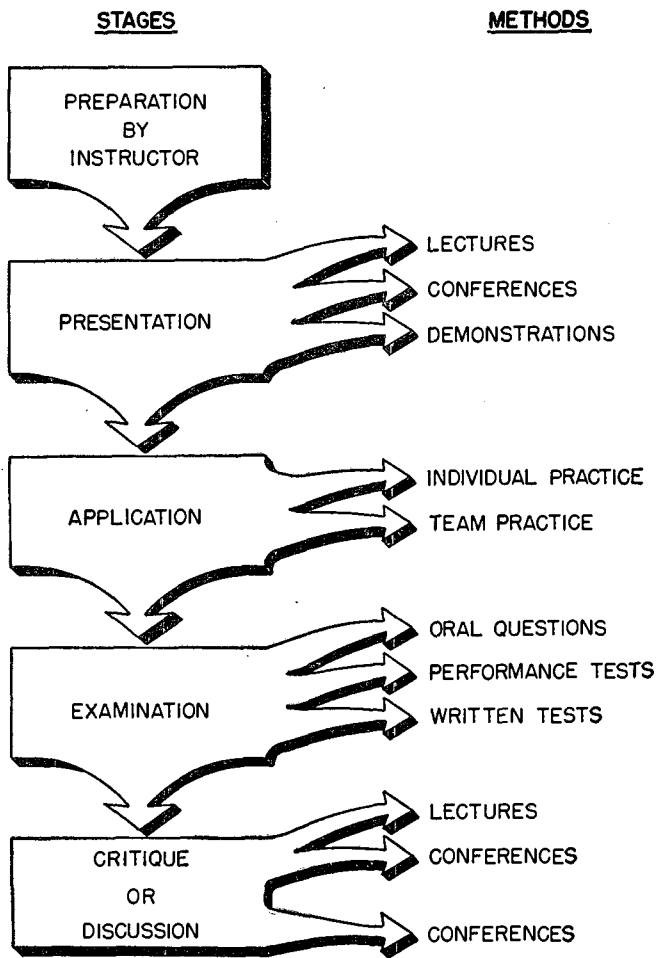 STAGES
METHODS
PREPARATION
BY
INSTRUCTOR
PRESENTATION
LECTURES
CONFERENCES
DEMONSTRATIONS
APPLICATION
INDIVIDUAL PRACTICE
TEAM PRACTICE
EXAMINATION
ORAL QUESTIONS
PERFORMANCE TESTS
WRITTEN TESTS
CRITIQUE
OR
DISCUSSION
LECTURES
CONFERENCES
CONFERENCES